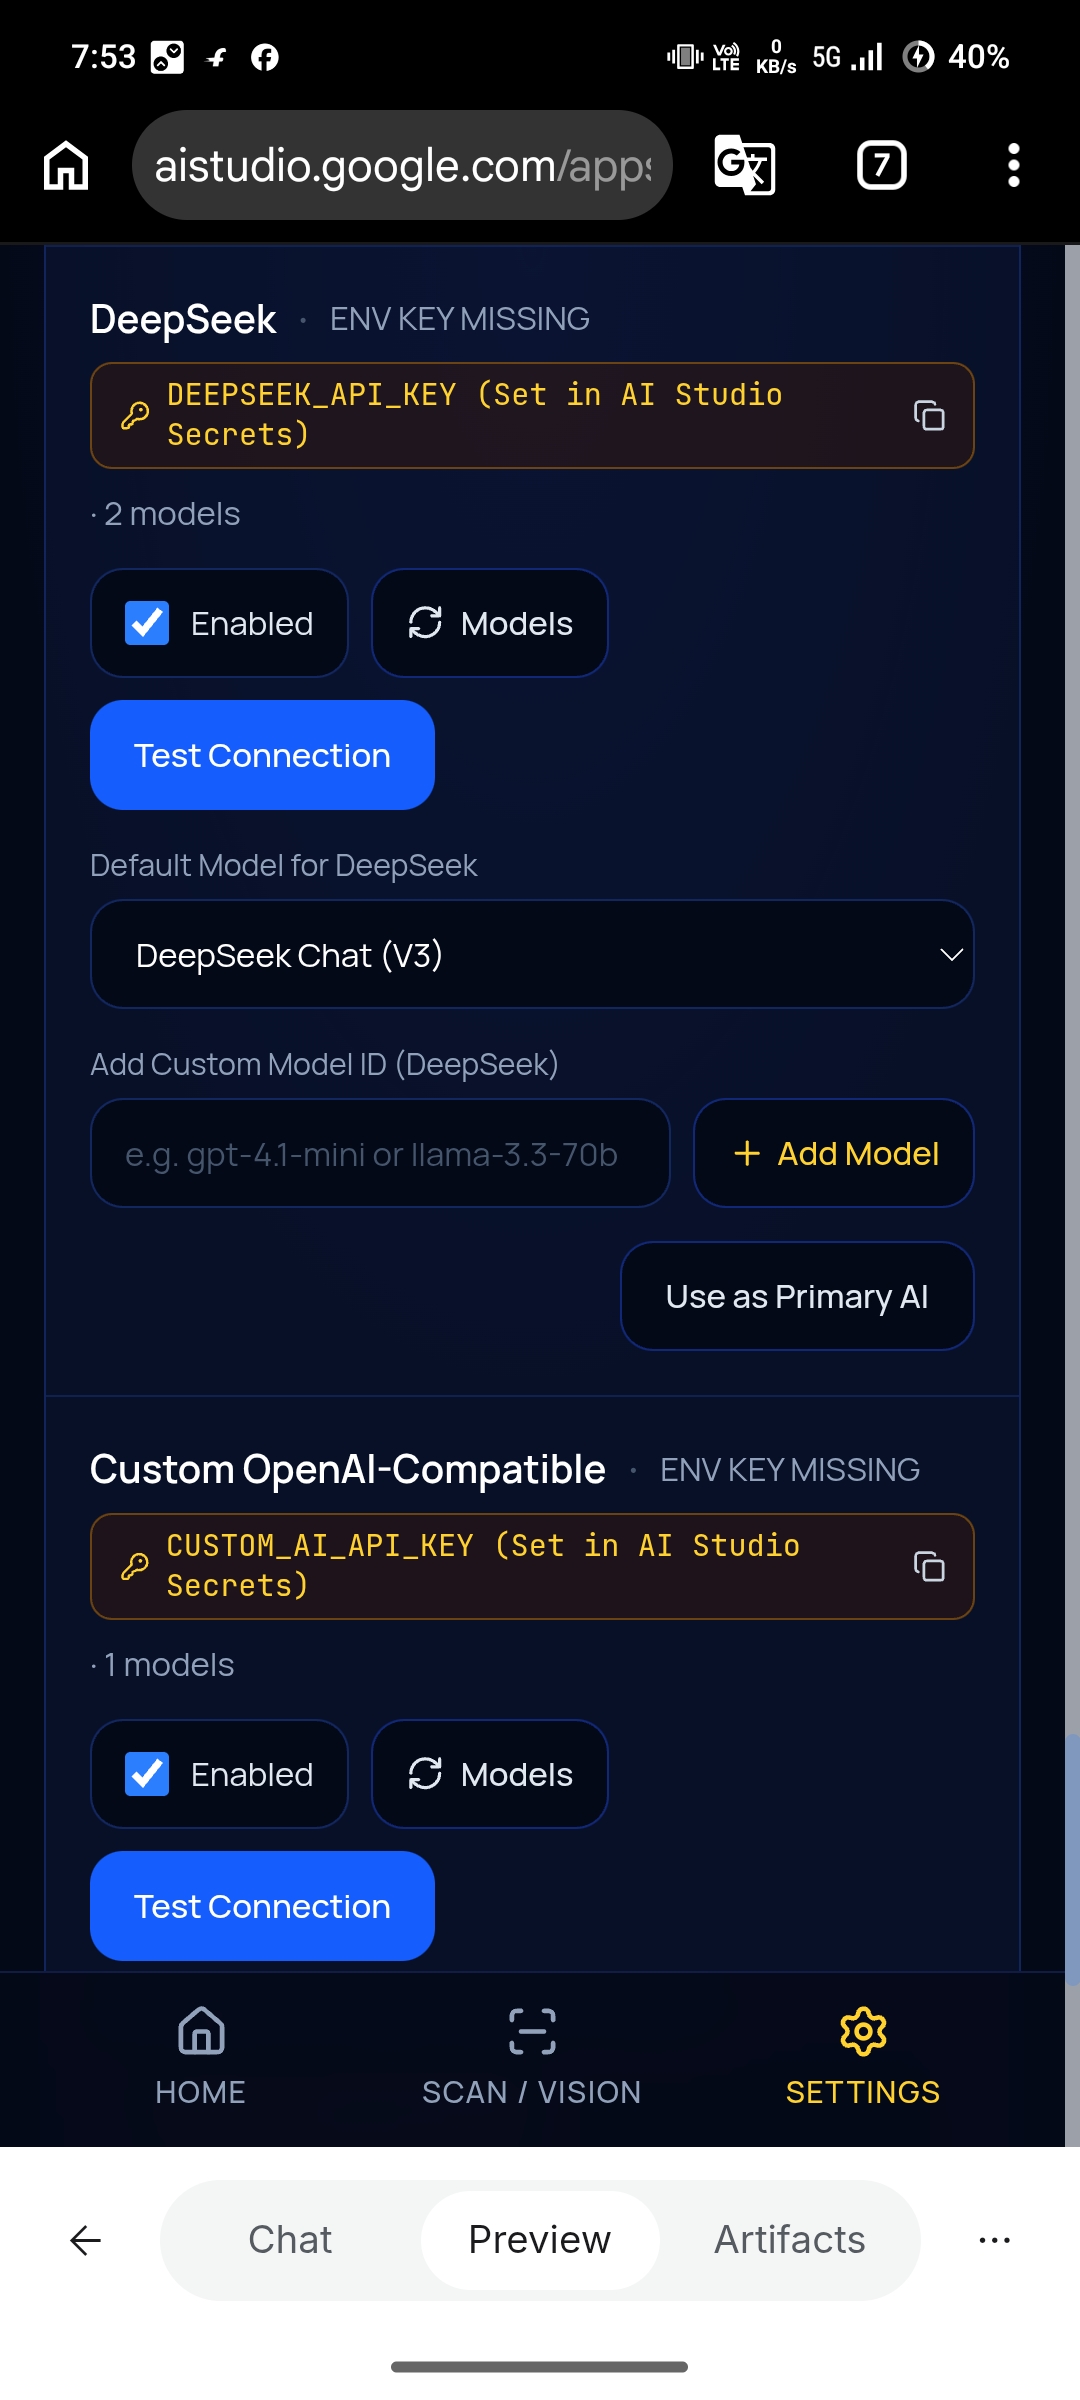 7:53
Vo))
LTE
0
KB/s
5G
40%
aistudio.google.com/apps
7
DeepSeek · ENV KEY MISSING
DEEPSEEK_API_KEY (Set in AI Studio
Secrets)
· 2 models
Enabled
Models
Test Connection
Default Model for DeepSeek
DeepSeek Chat (V3)
Add Custom Model ID (DeepSeek)
e.g. gpt-4.1-mini or llama-3.3-70b
+ Add Model
Use as Primary AI
Custom OpenAI-Compatible · ENV KEY MISSING
CUSTOM_AI_API_KEY (Set in AI Studio
Secrets)
· 1 models
Enabled
Models
Test Connection
HOME
SCAN / VISION
SETTINGS
Chat
Preview
Artifacts